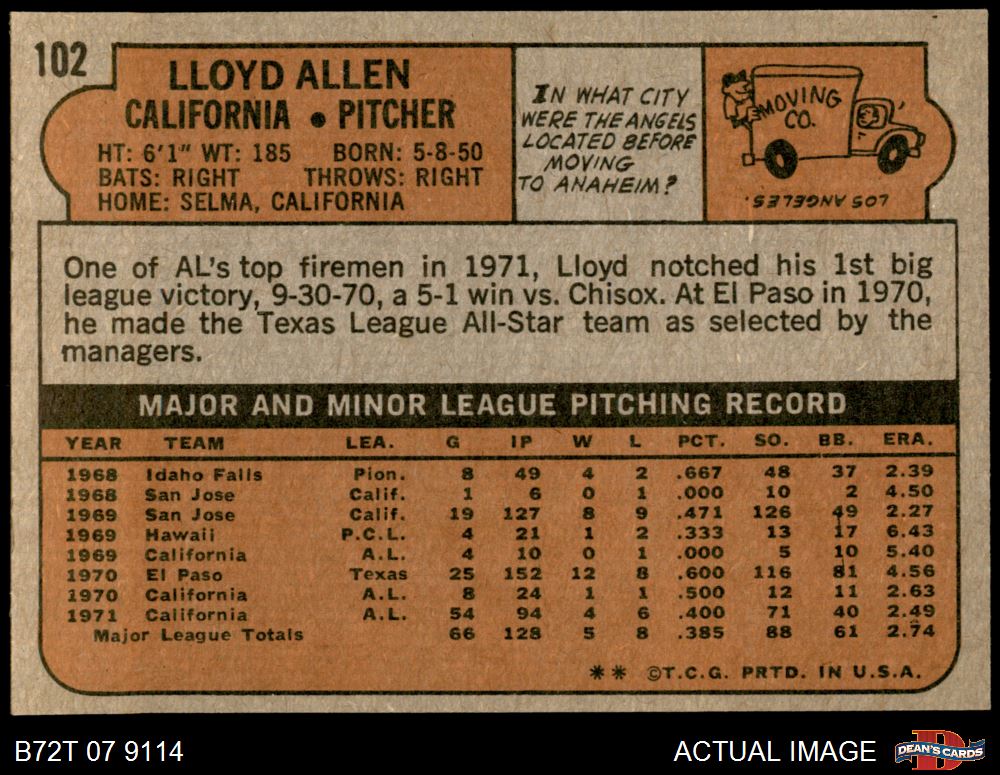 102
LLOYD ALLEN
CALIFORNIA • PITCHER
HT: 6'1" WT: 185 BORN: 5-8-50
BATS: RIGHT THROWS: RIGHT
HOME: SELMA, CALIFORNIA
IN WHAT CITY
WERE THE ANGELS
LOCATED BEFORE
MOVING
TO ANAHEIM?
MOVING
CO.
LOS ANGELES.
One of AL's top firemen in 1971, Lloyd notched his 1st big
league victory, 9-30-70, a 5-1 win vs. Chisox. At El Paso in 1970,
he made the Texas League All-Star team as selected by the
managers.
MAJOR AND MINOR LEAGUE PITCHING RECORD
YEAR TEAM LEA. G IP W L PCT. SO. BB. ERA.
1968 Idaho Falls Pion. 8 49 4 2 .667 48 37 2.39
1968 San Jose Calif. 1 6 0 1 .000 10 2 4.50
1969 San Jose Calif. 19 127 8 9 .471 126 49 2.27
1969 Hawaii P.C.L. 4 21 1 2 .333 13 17 6.43
1969 California A.L. 4 10 0 1 .000 5 10 5.40
1970 El Paso Texas 25 152 12 8 .600 116 81 4.56
1970 California A.L. 8 24 1 1 .500 12 11 2.63
1971 California A.L. 54 94 4 6 .400 71 40 2.49
Major League Totals 66 128 5 8 .385 88 61 2.74
** ©T.C.G. PRTD. IN U.S.A.
B72T 07 9114
ACTUAL IMAGE
DEAN'S CARDS